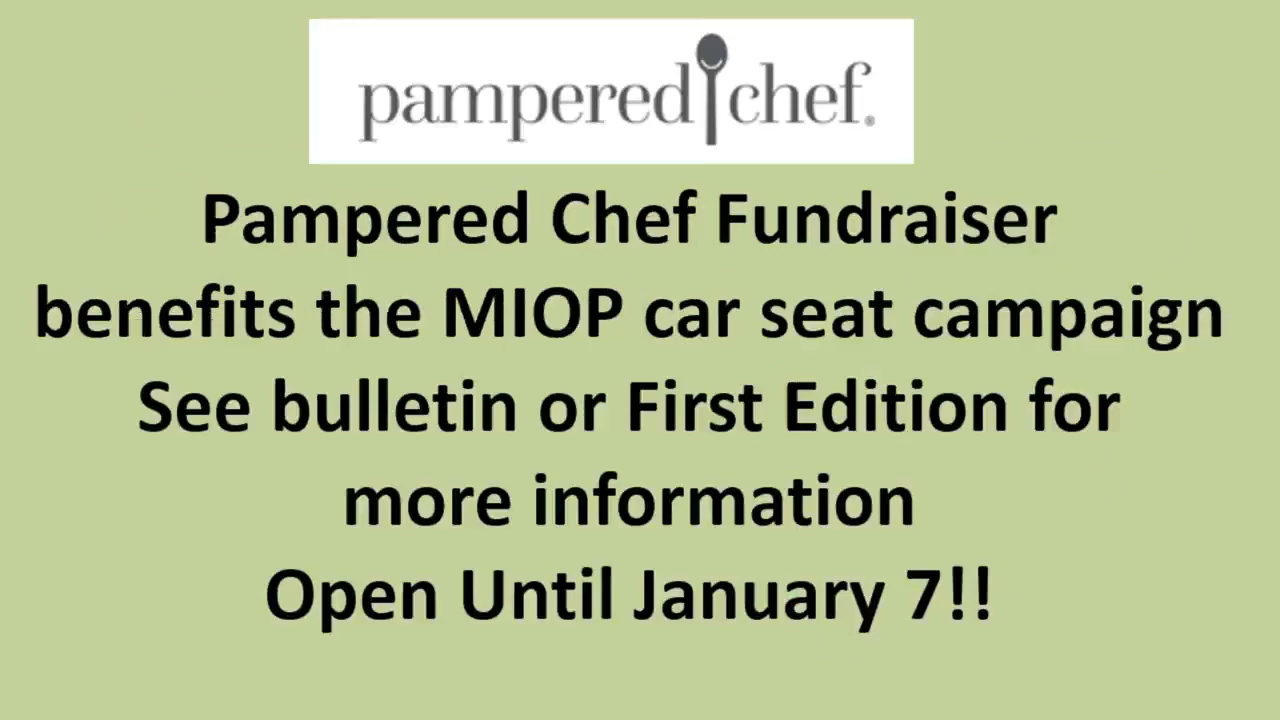 pampered chef®
Pampered Chef Fundraiser
benefits the MIOP car seat campaign
See bulletin or First Edition for
more information
Open Until January 7!!